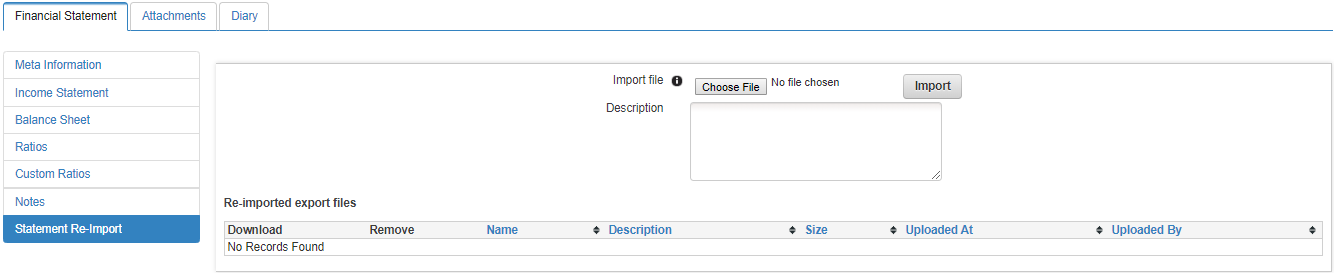 Financial Statement Attachments Diary
Meta Information
Income Statement
Balance Sheet
Ratios
Custom Ratios
Notes
Statement Re-Import
Import file Choose File No file chosen Import
Description
Re-imported export files
Download Remove Name Description Size Uploaded At Uploaded By
No Records Found